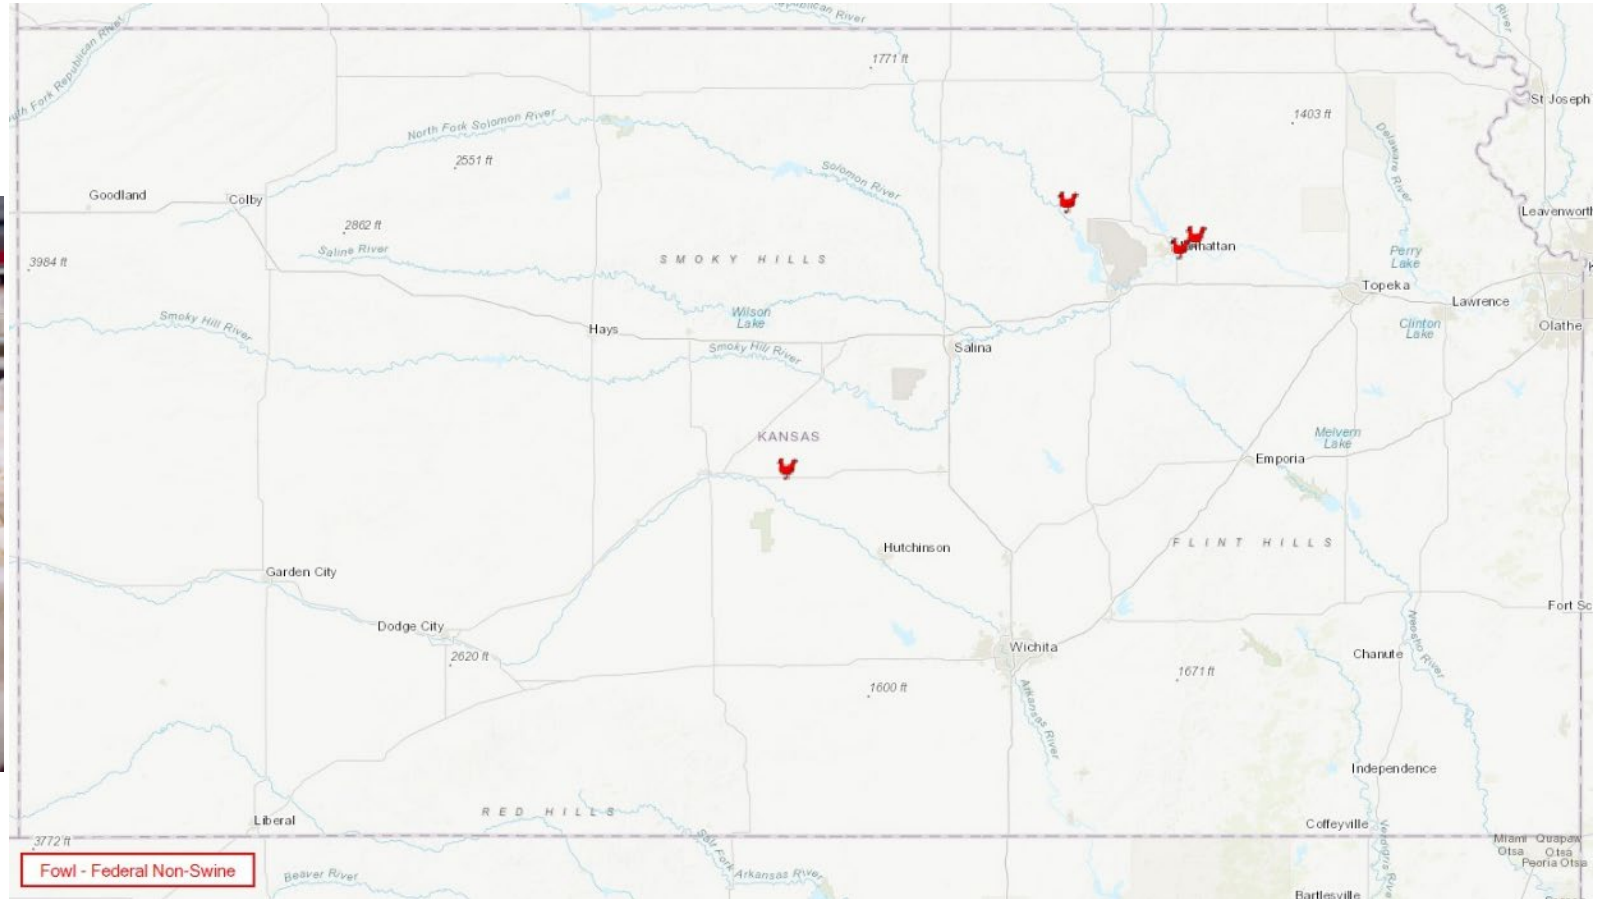 Republican River
River
South Fork Republican River
1771 ft
St Joseph
1403 ft
North Fork Solomon River
Delaware River
2551 ft
Solomon River
Goodland
Colby
Leavenworth
2862 ft
Saline River
SMOKY HILLS
Manhattan
Perry
Lake
3984 ft
Topeka
Lawrence
Smoky Hill River
Wilson
Lake
Hays
Clinton
Lake
Olathe
Smoky Hill River
Salina
KANSAS
Melvern
Lake
Emporia
Hutchinson
FLINT HILLS
Garden City
Fort Sc
Dodge City
Neosho River
Wichita
Chanute
2620 ft
1671 ft
1600 ft
Arkansas River
Independence
RED HILLS
Liberal
Coffeyville
3772 ft
Salt Fork
Arkansas River
Verdigris River
Miami
Otsa
Quapaw
Otsa
Peoria Otsa
Fowl - Federal Non-Swine
Beaver River
Bartlesville